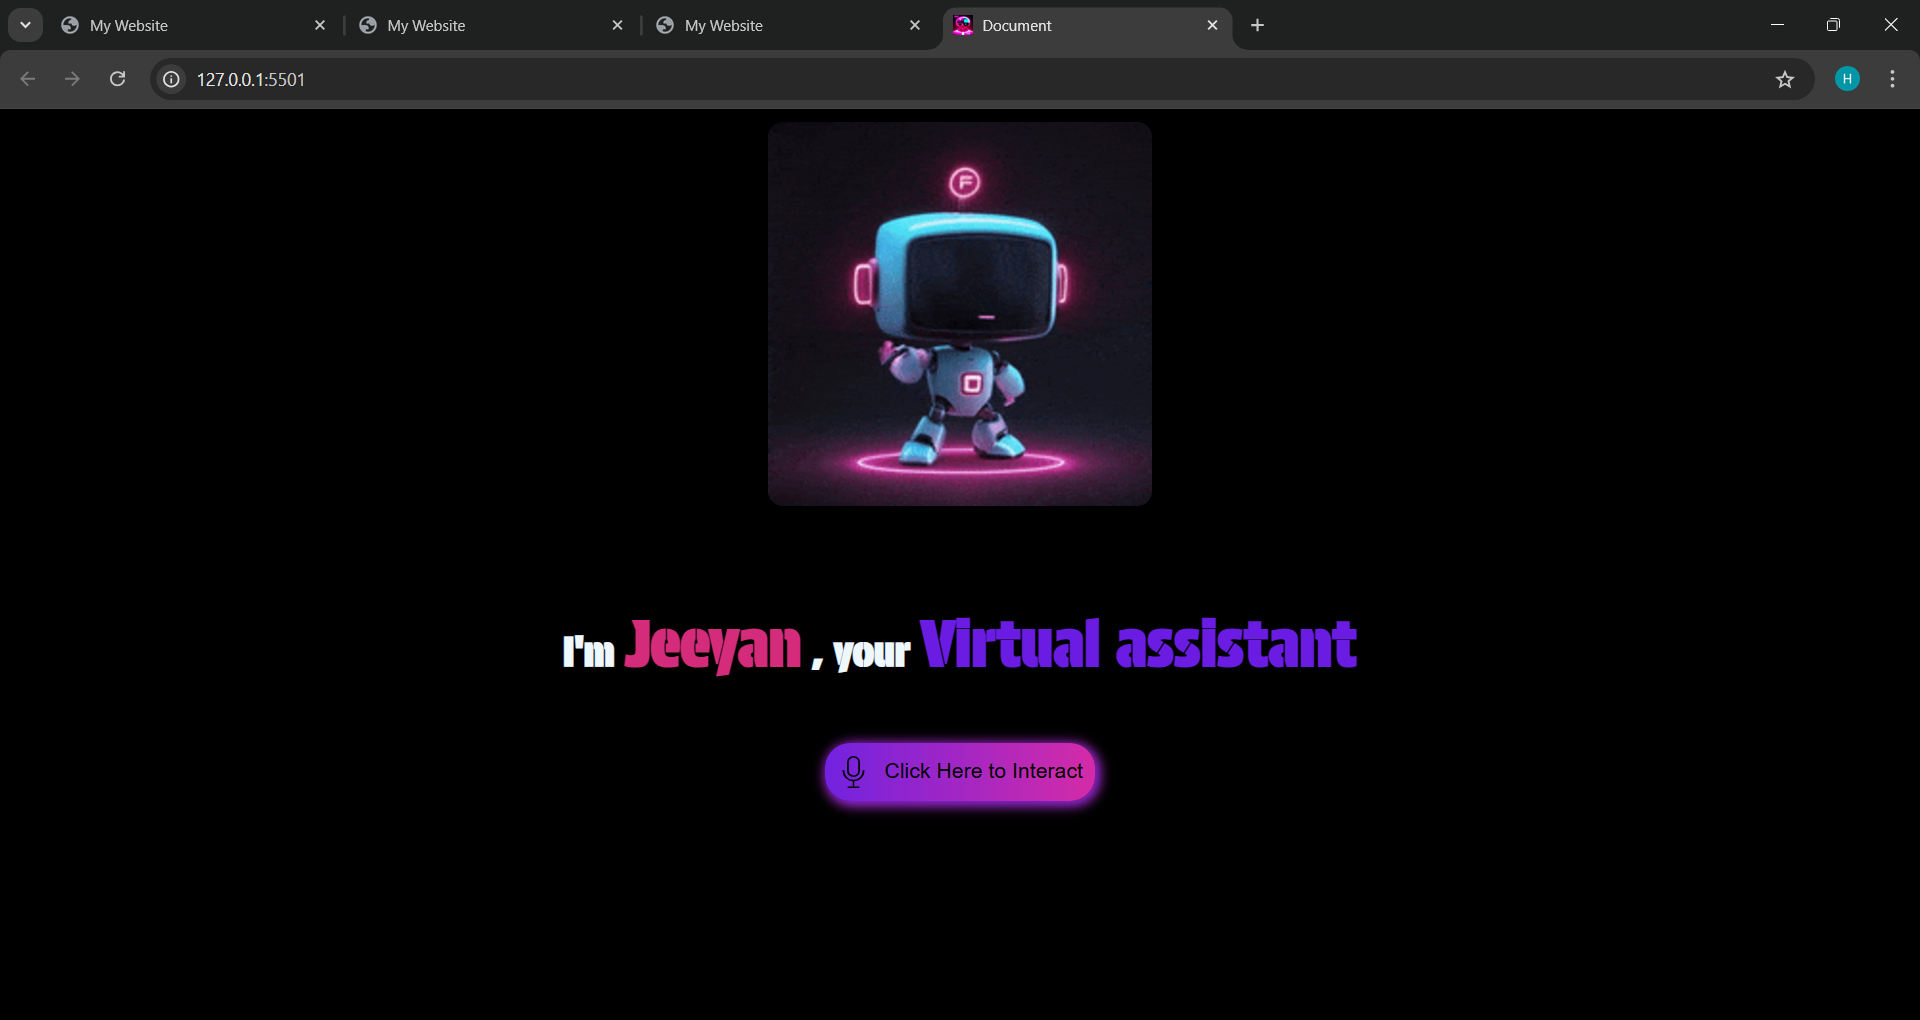 My Website
My Website
My Website
Document
127.0.0.1:5501
H
F
I'm Jeeyan , your Virtual assistant
Click Here to Interact